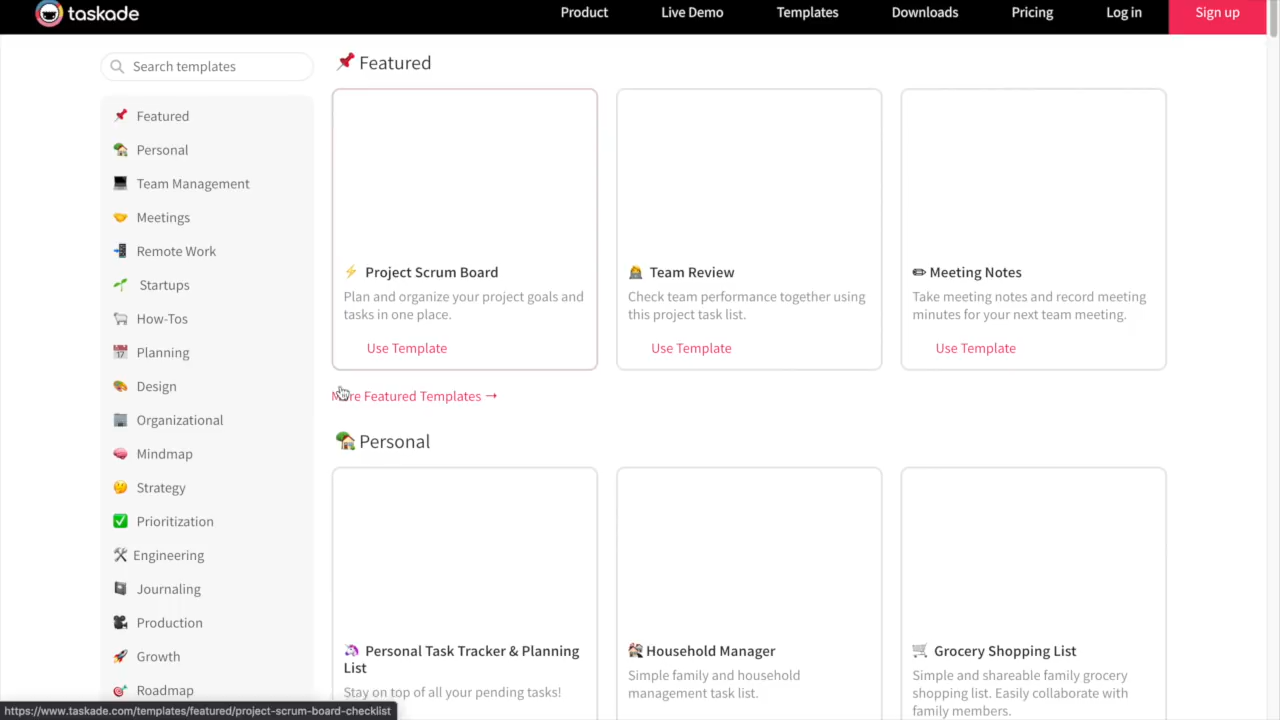 taskade
Product
Live Demo
Templates
Downloads
Pricing
Log in
Sign up
Search templates
Featured
Personal
Team Management
Meetings
Remote Work
Startups
How-Tos
Planning
Design
Organizational
Mindmap
Strategy
Prioritization
Engineering
Journaling
Production
Growth
Roadmap
Featured
Project Scrum Board
Plan and organize your project goals and
tasks in one place.
Use Template
Team Review
Check team performance together using
this project task list.
Use Template
Meeting Notes
Take meeting notes and record meeting
minutes for your next team meeting.
Use Template
More Featured Templates →
Personal
Personal Task Tracker & Planning
List
Stay on top of all your pending tasks!
Household Manager
Simple family and household
management task list.
Grocery Shopping List
Simple and shareable family grocery
shopping list. Easily collaborate with
family members.
https://www.taskade.com/templates/featured/project-scrum-board-checklist